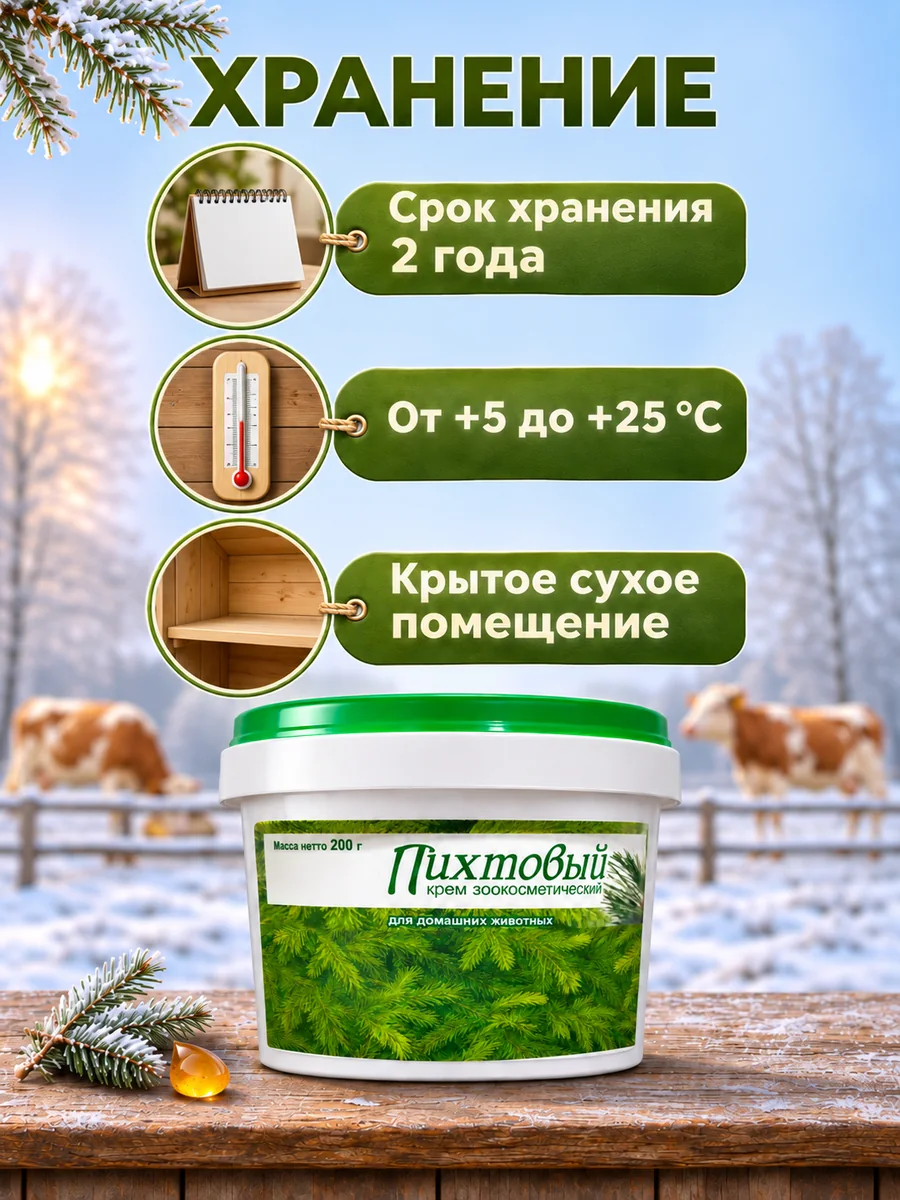 ХРАНЕНИЕ
Срок хранения
2 года
От +5 до +25 °С
Крытое сухое
помещение
Масса нетто 200 г
Пихтовый
крем зоокосметический
для домашних животных